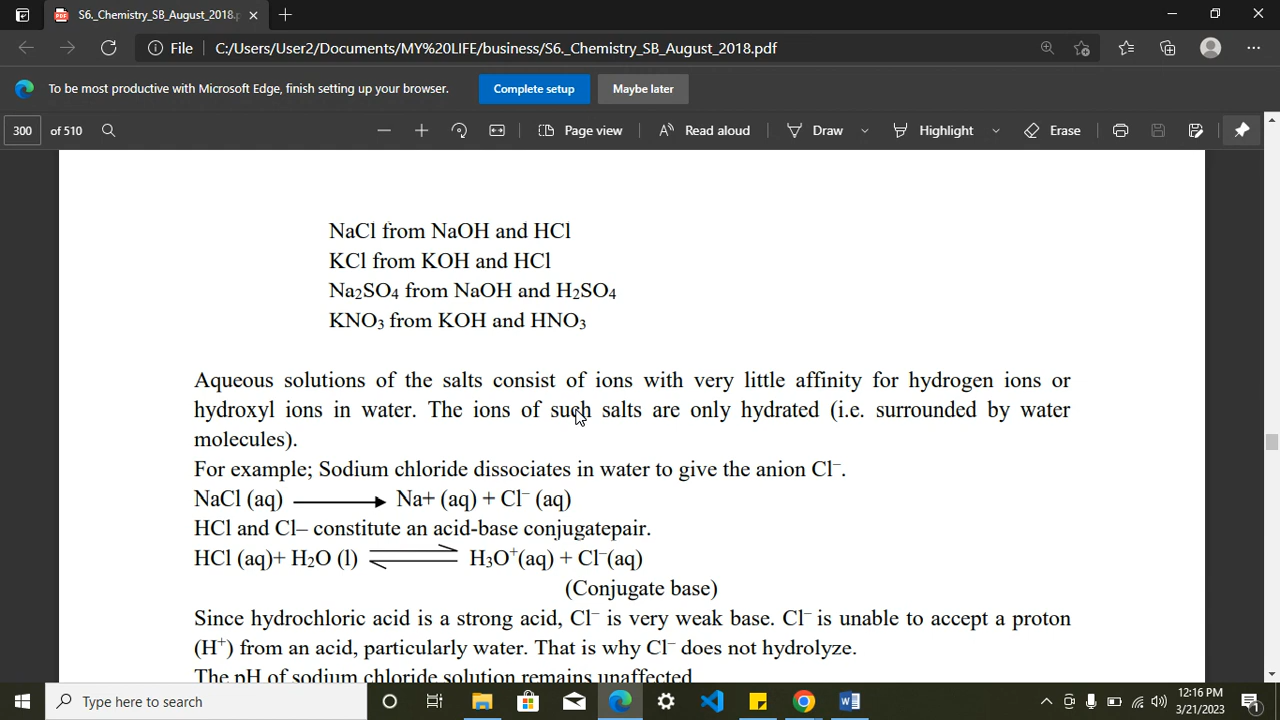 S6._Chemistry_SB_August_2018.p
File
C:/Users/User2/Documents/MY%20LIFE/business/S6._Chemistry_SB_August_2018.pdf
To be most productive with Microsoft Edge, finish setting up your browser.
Complete setup
Maybe later
300 of 510
Page view
Read aloud
Draw
Highlight
Erase
NaCl from NaOH and HCl
KCl from KOH and HCl
Na₂SO₄ from NaOH and H₂SO₄
KNO₃ from KOH and HNO₃
Aqueous solutions of the salts consist of ions with very little affinity for hydrogen ions or
hydroxyl ions in water. The ions of such salts are only hydrated (i.e. surrounded by water
molecules).
For example; Sodium chloride dissociates in water to give the anion Cl⁻.
NaCl (aq) ⟶ Na+ (aq) + Cl⁻ (aq)
HCl and Cl– constitute an acid-base conjugatepair.
HCl (aq)+ H₂O (l) ⇌ H₃O⁺(aq) + Cl⁻(aq)
(Conjugate base)
Since hydrochloric acid is a strong acid, Cl⁻ is very weak base. Cl⁻ is unable to accept a proton
(H⁺) from an acid, particularly water. That is why Cl⁻ does not hydrolyze.
The pH of sodium chloride solution remains unaffected
Type here to search
12:16 PM
3/21/2023
1